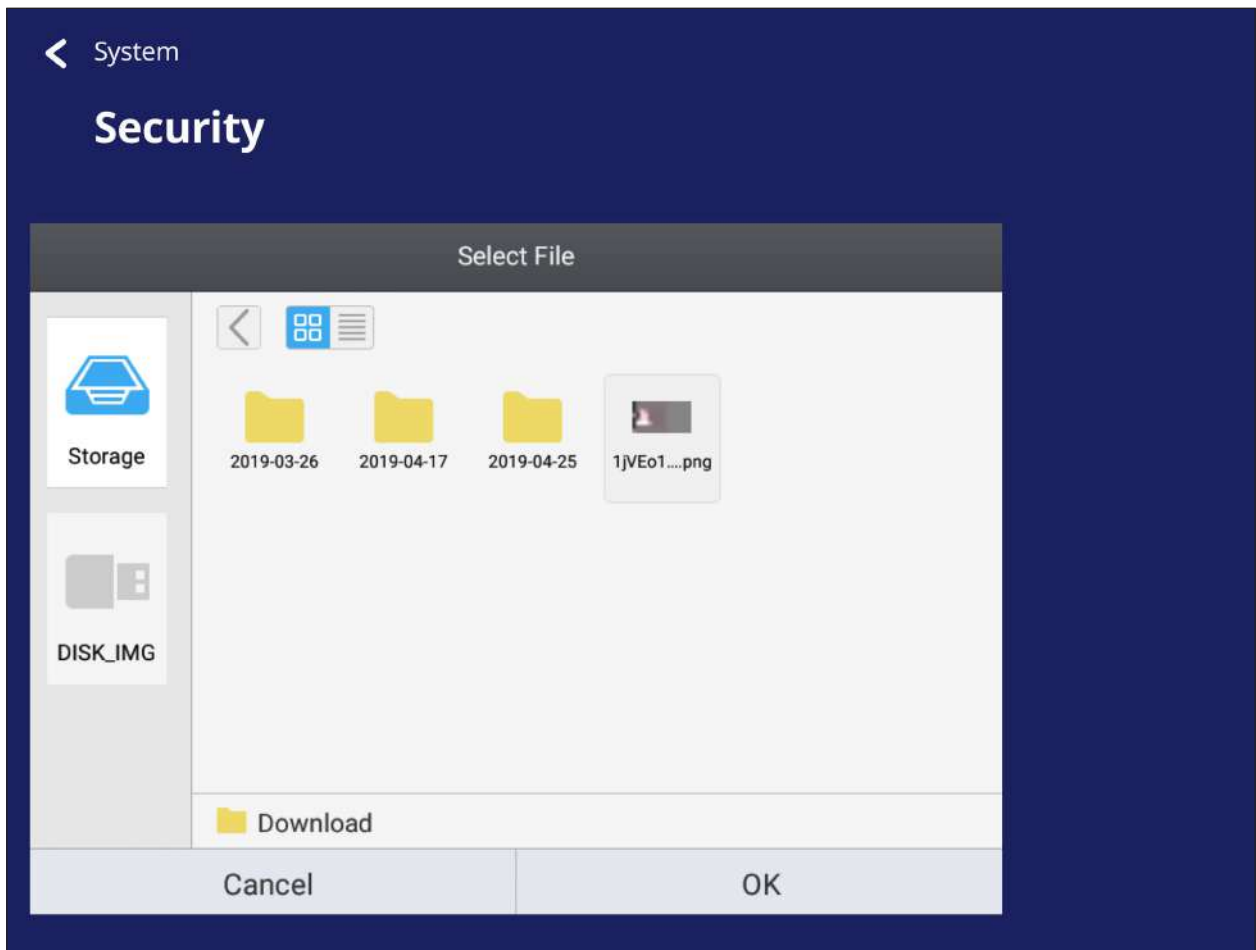 System
Security
Select File
Storage
DISK_IMG
2019-03-26
2019-04-17
2019-04-25
1jVEo1....png
Download
Cancel
OK